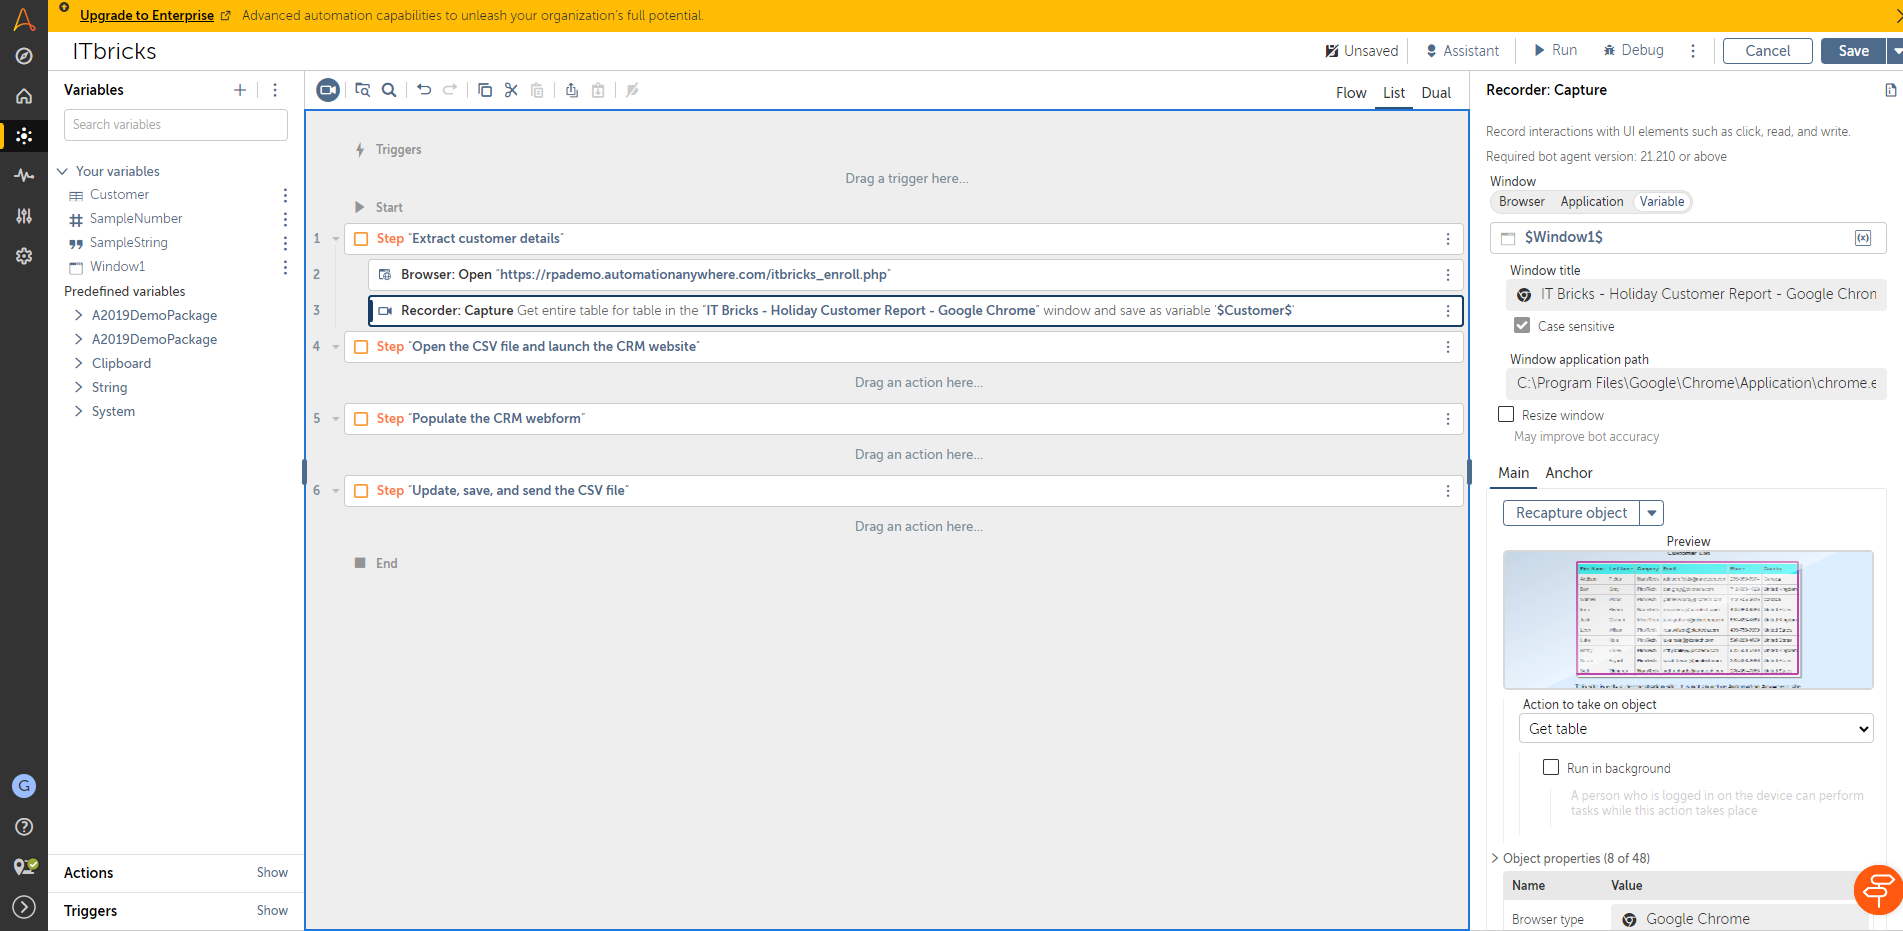 Upgrade to Enterprise Advanced automation capabilities to unleash your organization's full potential.
ITbricks
Unsaved Assistant Run Debug Cancel Save
Variables
Search variables
Your variables
Customer
SampleNumber
SampleString
Window1
Predefined variables
A2019DemoPackage
A2019DemoPackage
Clipboard
String
System
Actions Show
Triggers Show
G
Flow List Dual
Triggers
Drag a trigger here...
Start
1 Step "Extract customer details"
2 Browser: Open "https://rpademo.automationanywhere.com/itbricks_enroll.php"
3 Recorder: Capture Get entire table for table in the "IT Bricks - Holiday Customer Report - Google Chrome" window and save as variable '$Customer$'
4 Step "Open the CSV file and launch the CRM website"
Drag an action here...
5 Step "Populate the CRM webform"
Drag an action here...
6 Step "Update, save, and send the CSV file"
Drag an action here...
End
Recorder: Capture
Record interactions with UI elements such as click, read, and write.
Required bot agent version: 21.210 or above
Window
Browser Application Variable
$Window1$ (x)
Window title
IT Bricks - Holiday Customer Report - Google Chron
Case sensitive
Window application path
C:\Program Files\Google\Chrome\Application\chrome.e
Resize window
May improve bot accuracy
Main Anchor
Recapture object
Preview
Action to take on object
Get table
Run in background
A person who is logged in on the device can perform
tasks while this action takes place
Object properties (8 of 48)
Name Value
Browser type Google Chrome